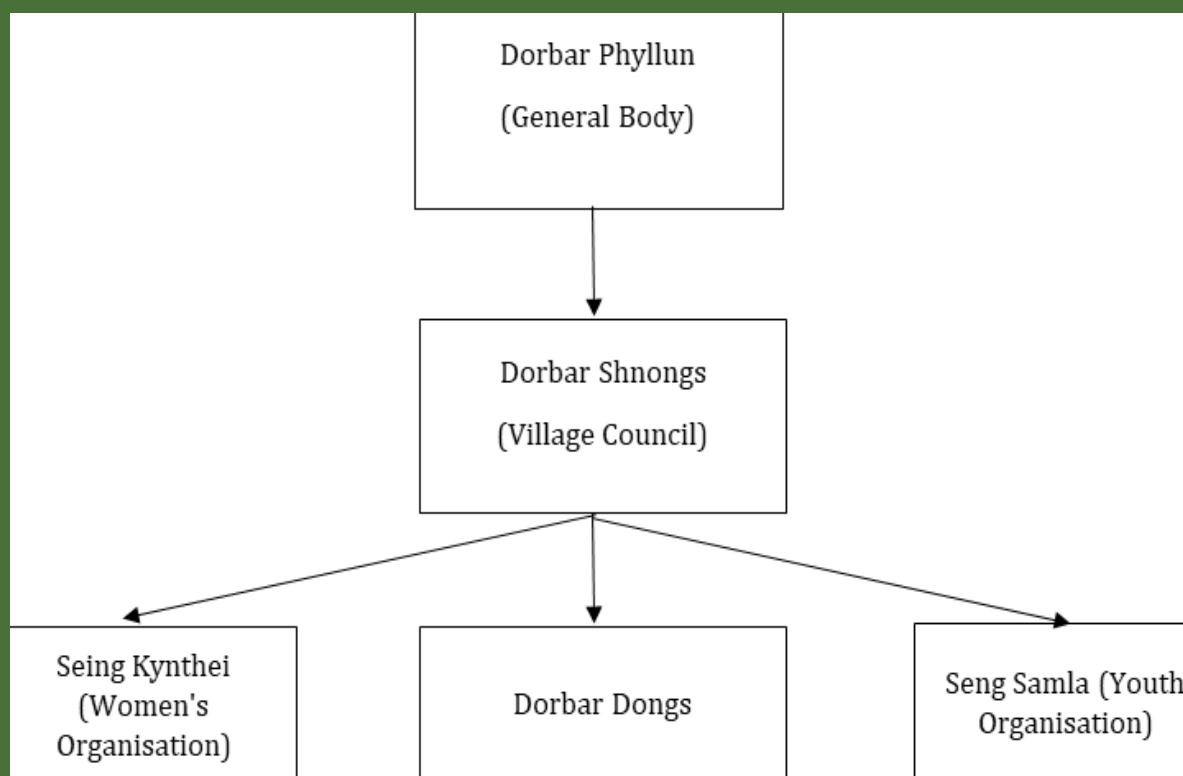 Dorbar Phyllun
(General Body)
Dorbar Shnongs
(Village Council)
Seing Kynthei
(Women's
Organisation)
Dorbar Dongs
Seng Samla (Youth
Organisation)